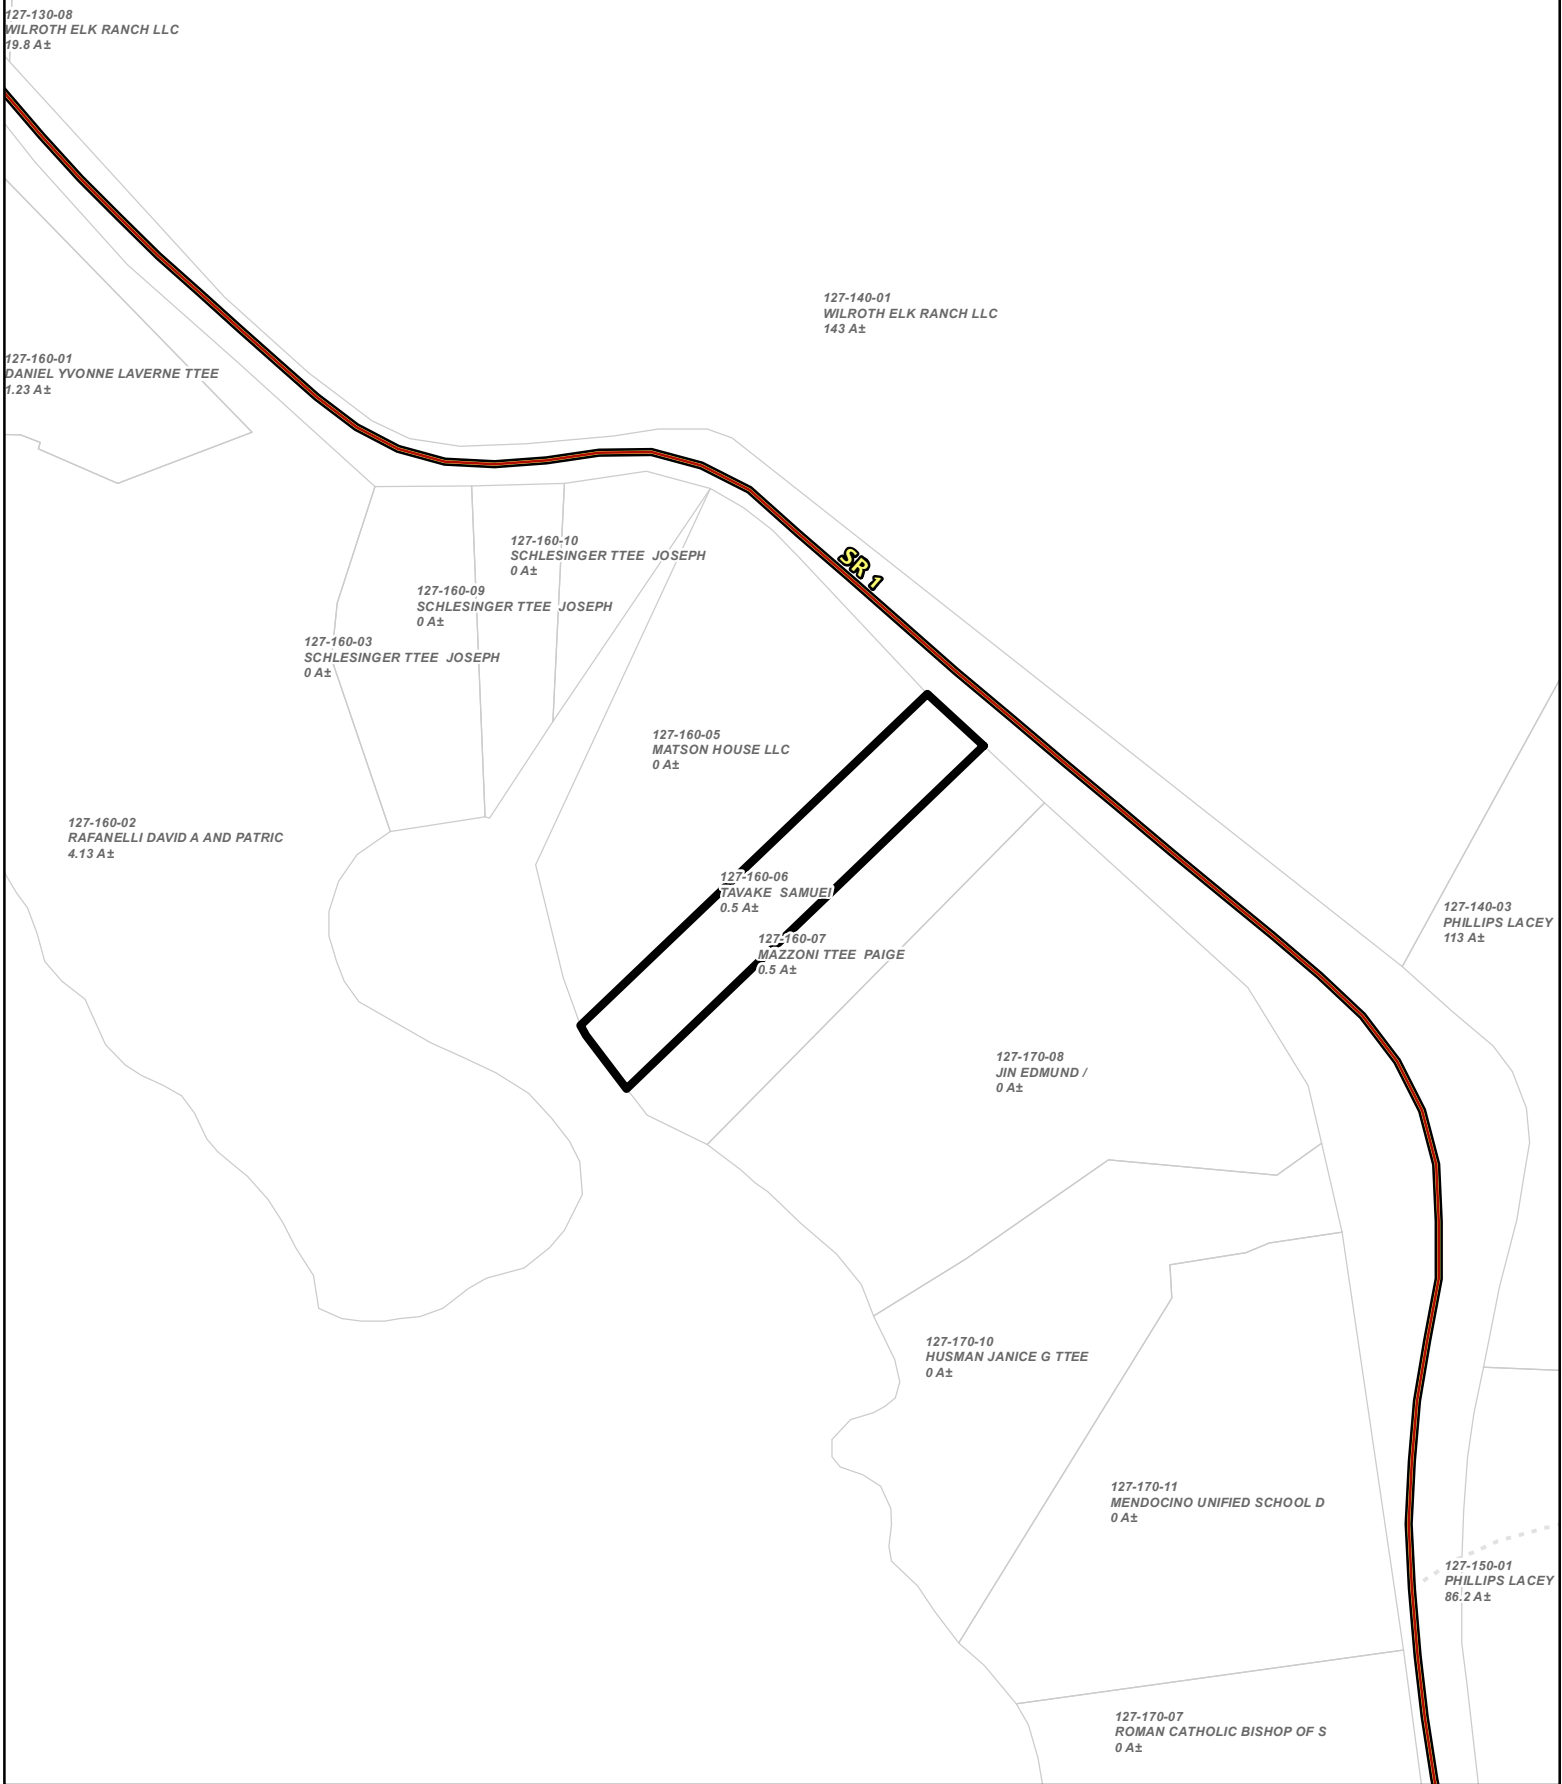 127-130-08
WILROTH ELK RANCH LLC
19.8 A±
127-140-01
WILROTH ELK RANCH LLC
143 A±
127-160-01
DANIEL YVONNE LAVERNE TTEE
1.23 A±
SR 1
127-160-10
SCHLESINGER TTEE JOSEPH
0 A±
127-160-09
SCHLESINGER TTEE JOSEPH
0 A±
127-160-03
SCHLESINGER TTEE JOSEPH
0 A±
127-160-05
MATSON HOUSE LLC
0 A±
127-160-02
RAFANELLI DAVID A AND PATRIC
4.13 A±
127-160-06
TAVAKE SAMUEL
0.5 A±
127-140-03
PHILLIPS LACEY
113 A±
127-160-07
MAZZONI TTEE PAIGE
0.5 A±
127-170-08
JIN EDMUND /
0 A±
127-170-10
HUSMAN JANICE G TTEE
0 A±
127-170-11
MENDOCINO UNIFIED SCHOOL D
0 A±
127-150-01
PHILLIPS LACEY
86.2 A±
127-170-07
ROMAN CATHOLIC BISHOP OF S
0 A±